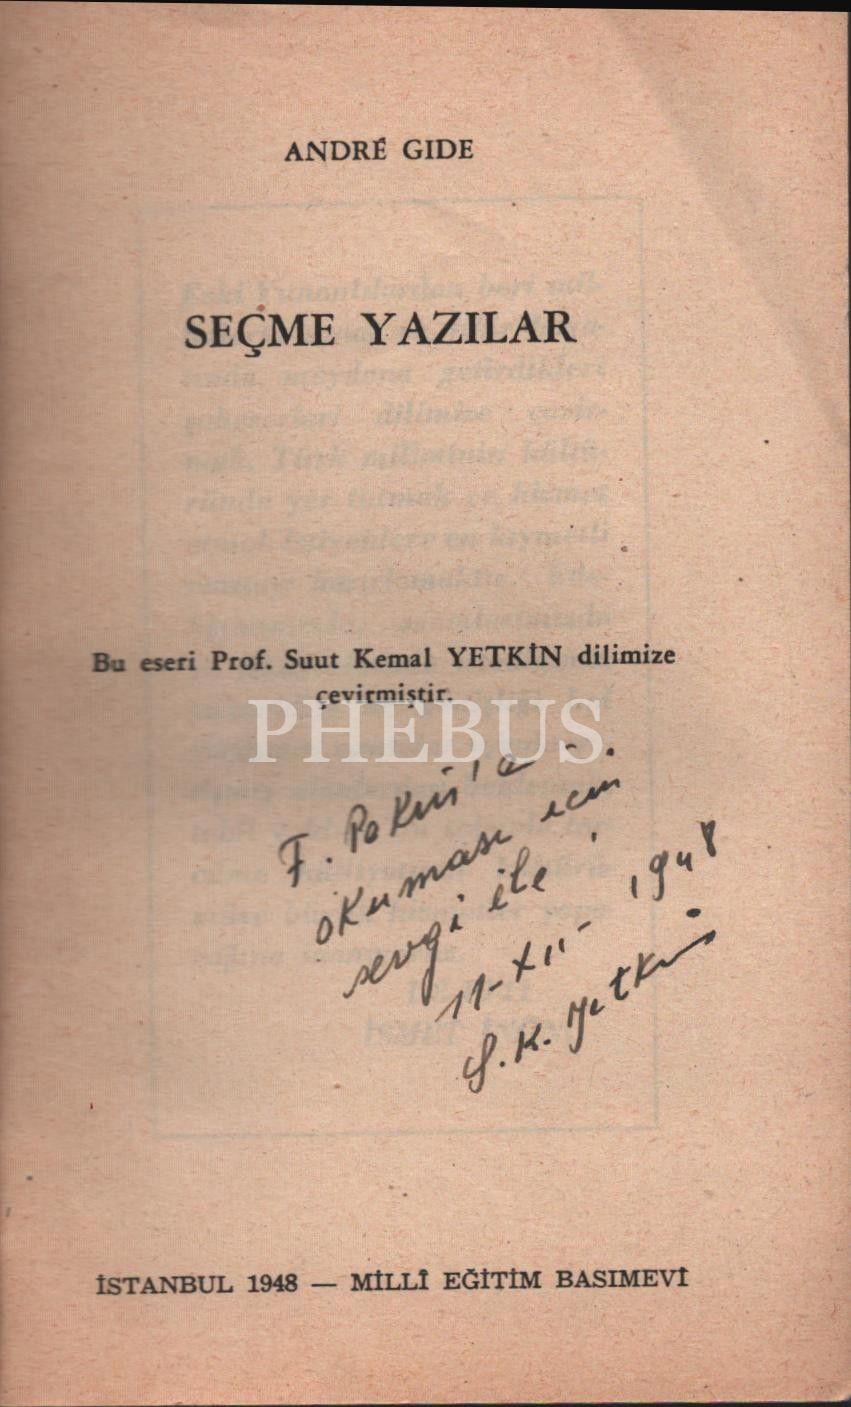 ANDRÉ GIDE
SEÇME YAZILAR
Bu eseri Prof. Suut Kemal YETKİN dilimize
çevirmiştir.
PHEBUS
F. Pekin'e
okuması için
sevgi ile
11-XII-1948
S.K. Yetkin
İSTANBUL 1948 — MİLLÎ EĞİTİM BASIMEVİ